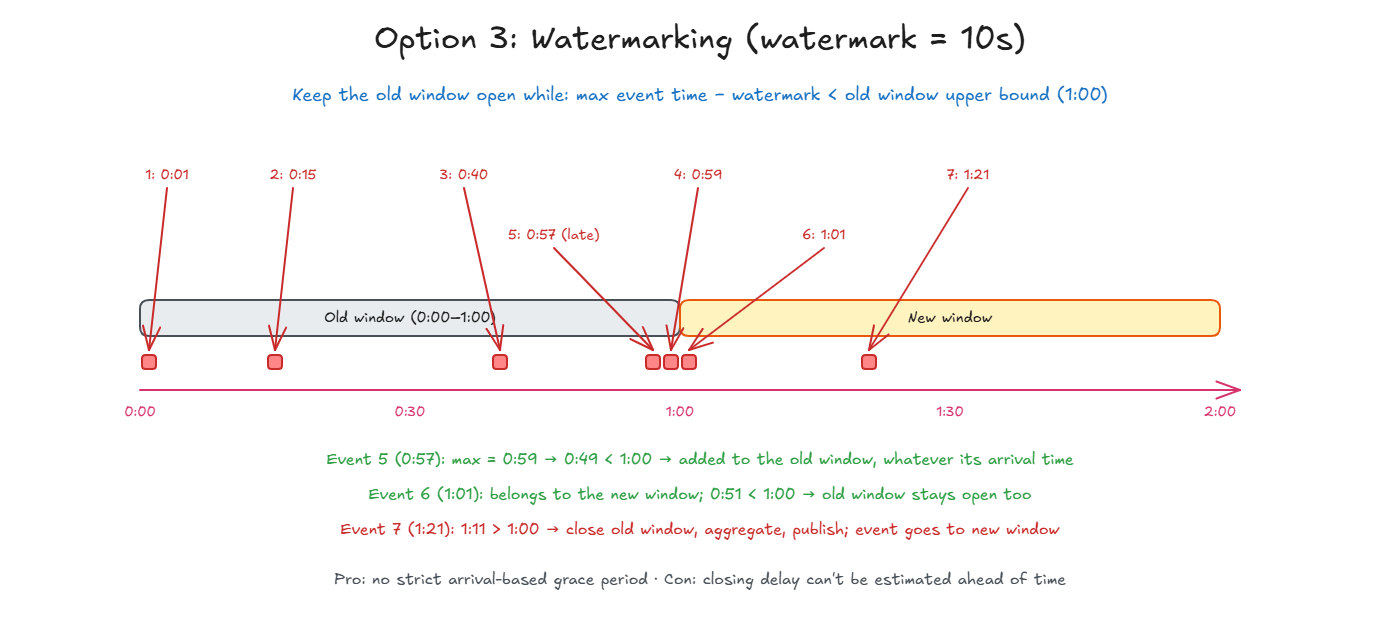 Option 3: Watermarking (watermark = 10s)
Keep the old window open while: max event time − watermark < old window upper bound (1:00)
1: 0:01
2: 0:15
3: 0:40
4: 0:59
7: 1:21
5: 0:57 (late)
6: 1:01
Old window (0:00–1:00)
New window
0:00
0:30
1:00
1:30
2:00
Event 5 (0:57): max = 0:59 → 0:49 < 1:00 → added to the old window, whatever its arrival time
Event 6 (1:01): belongs to the new window; 0:51 < 1:00 → old window stays open too
Event 7 (1:21): 1:11 > 1:00 → close old window, aggregate, publish; event goes to new window
Pro: no strict arrival-based grace period · Con: closing delay can't be estimated ahead of time